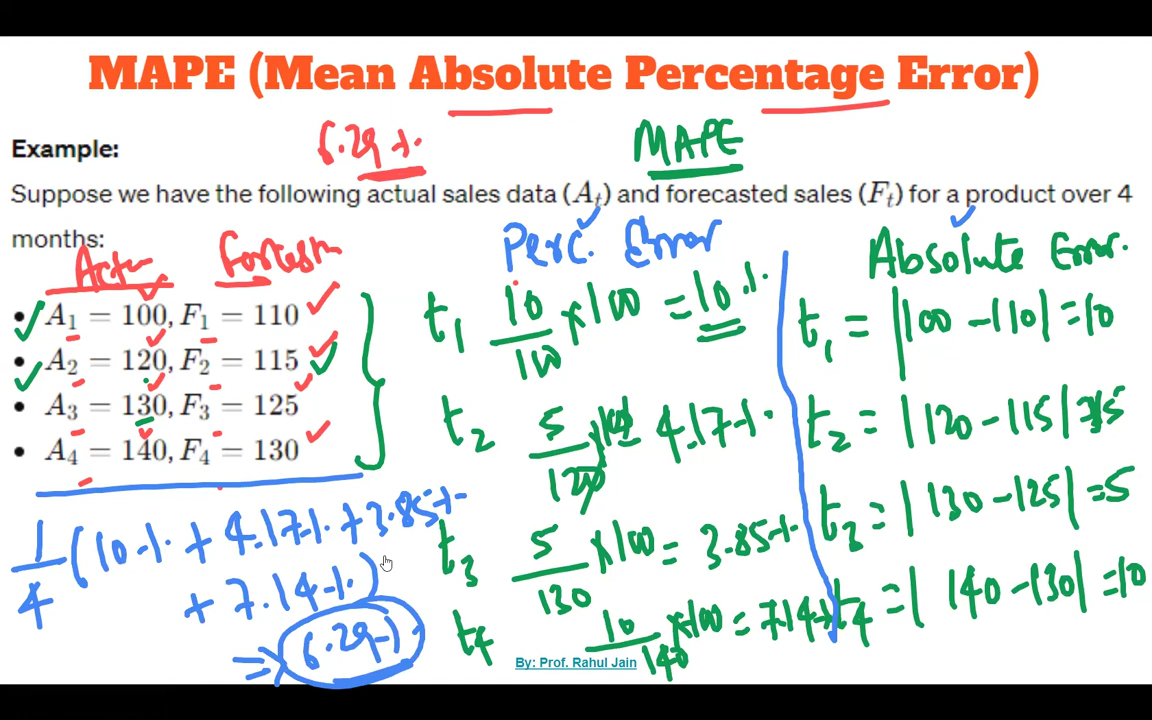 MAPE (Mean Absolute Percentage Error)
6.29%
MAPE
Example:
Suppose we have the following actual sales data (Aₜ) and forecasted sales (Fₜ) for a product over 4
months:
Perc. Error
Absolute Error.
• A₁ = 100, F₁ = 110
• A₂ = 120, F₂ = 115
• A₃ = 130, F₃ = 125
• A₄ = 140, F₄ = 130
t₁ 10/100 × 100 = 10%
t₂ 5/120 × 100 = 4.17%
t₃ 5/130 × 100 = 3.85%
t₄ 10/140 × 100 = 7.14%
t₁ = |100 - 110| = 10
t₂ = |120 - 115| = 5
t₃ = |130 - 125| = 5
t₄ = |140 - 130| = 10
1/4 (10% + 4.17% + 3.85%
+ 7.14%)
⇒ 6.29%
By: Prof. Rahul Jain